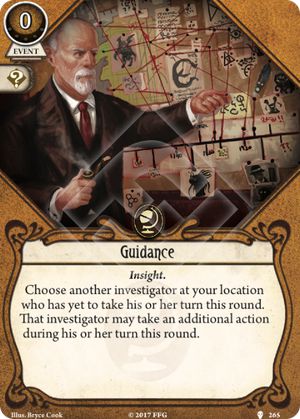 0
EVENT
?
Guidance
Insight.
Choose another investigator at your location
who has yet to take his or her turn this round.
That investigator may take an additional action
during his or her turn this round.
Illus. Bryce Cook
© 2017 FFG
265